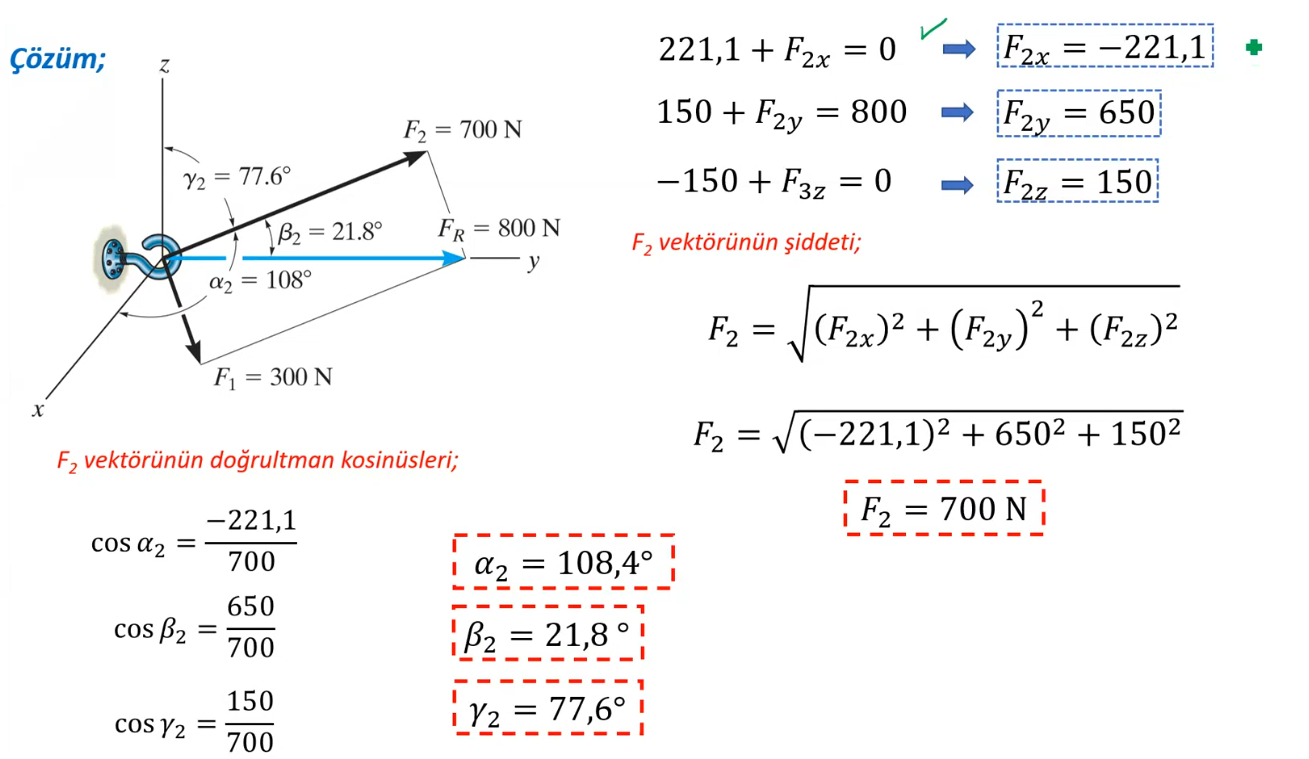 Çözüm;
z
F₂ = 700 N
γ₂ = 77.6°
β₂ = 21.8°
F_R = 800 N
y
α₂ = 108°
F₁ = 300 N
x
221,1 + F₂ₓ = 0 ✓ ➡ F₂ₓ = −221,1
150 + F₂y = 800 ➡ F₂y = 650
−150 + F₃z = 0 ➡ F₂z = 150
F₂ vektörünün şiddeti;
F₂ = √((F₂ₓ)² + (F₂y)² + (F₂z)²)
F₂ = √((−221,1)² + 650² + 150²)
F₂ = 700 N
F₂ vektörünün doğrultman kosinüsleri;
cos α₂ = −221,1 / 700
α₂ = 108,4°
cos β₂ = 650 / 700
β₂ = 21,8 °
cos γ₂ = 150 / 700
γ₂ = 77,6°